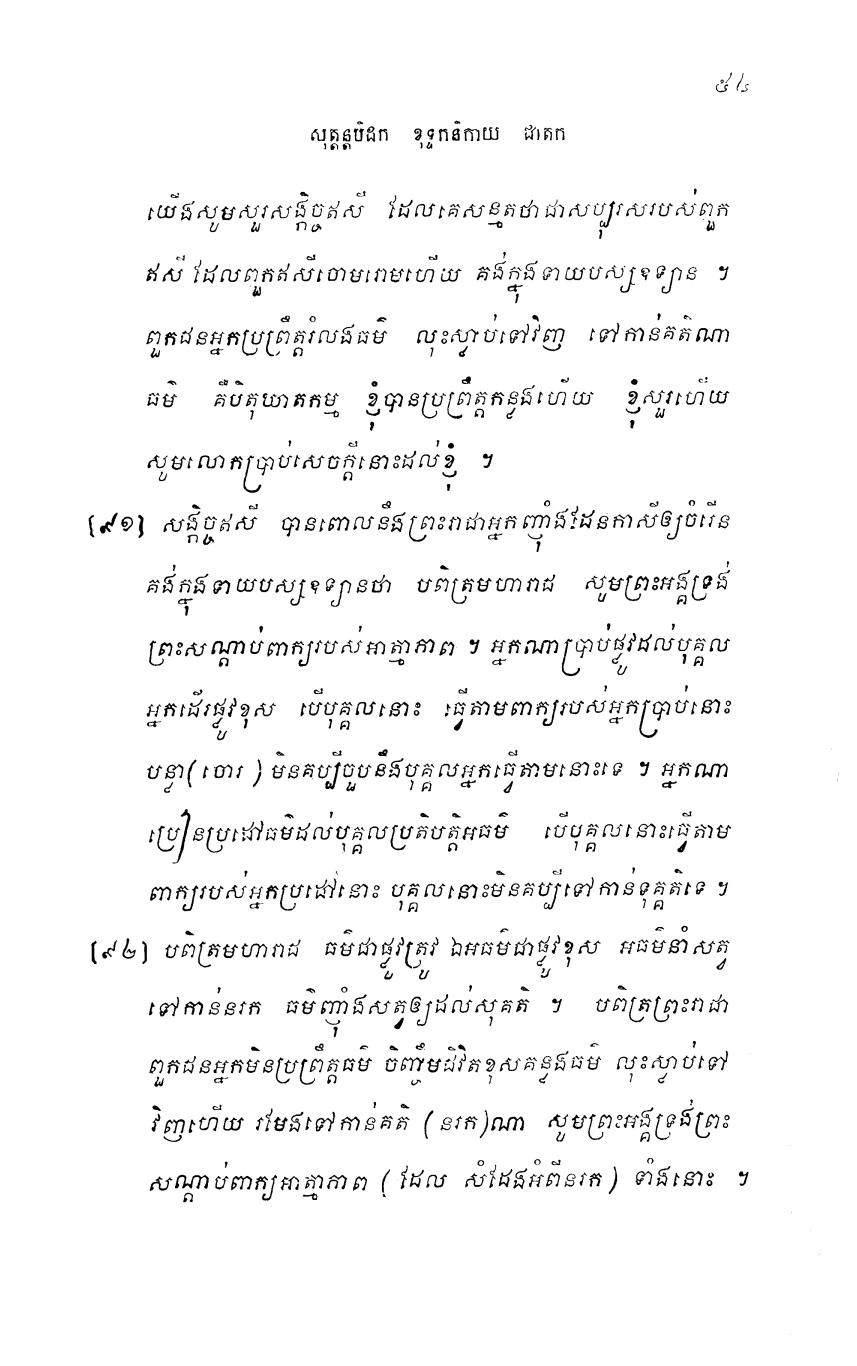 ៥៤
សុត្តន្តបិដក ខុទ្ទកនិកាយ ជាតក
យើងសូមសួរសង្កិច្ចឥសី ដែលគេសន្មតថាជាសប្បុរសរបស់ពួក
ឥសី ដែលពួកឥសីចោមរោមហើយ គង់ក្នុងទាយបស្សឧទ្យាន ។
ពួកជនអ្នកប្រព្រឹត្តរំលងធម៌ លុះស្លាប់ទៅវិញ ទៅកាន់គតិណា
ធម៌ គឺបិតុឃាតកម្ម ខ្ញុំបានប្រព្រឹត្តកន្លងហើយ ខ្ញុំសួរហើយ
សូមលោកប្រាប់សេចក្តីនោះដល់ខ្ញុំ ។
[៩១] សង្កិច្ចឥសី បានពោលនឹងព្រះរាជាអ្នកញ៉ាំងដែនកាសីឲ្យចំរើន
គង់ក្នុងទាយបស្សឧទ្យានថា បពិត្រមហារាជ សូមព្រះអង្គទ្រង់
ព្រះសណ្តាប់ពាក្យរបស់អាត្មាភាព ។ អ្នកណាប្រាប់ផ្លូវដល់បុគ្គល
អ្នកដើរផ្លូវខុស បើបុគ្គលនោះ ធ្វើតាមពាក្យរបស់អ្នកប្រាប់នោះ
បន្លា (ចោរ) មិនគប្បីចួបនឹងបុគ្គលអ្នកធ្វើតាមនោះទេ ។ អ្នកណា
ប្រៀនប្រដៅធម៌ដល់បុគ្គលប្រតិបត្តិអធម៌ បើបុគ្គលនោះធ្វើតាម
ពាក្យរបស់អ្នកប្រដៅនោះ បុគ្គលនោះមិនគប្បីទៅកាន់ទុគ្គតិទេ ។
[៩២] បពិត្រមហារាជ ធម៌ជាផ្លូវត្រូវ ឯអធម៌ជាផ្លូវខុស អធម៌នាំសត្វ
ទៅកាន់នរក ធម៌ញ៉ាំងសត្វឲ្យដល់សុគតិ ។ បពិត្រព្រះរាជា
ពួកជនអ្នកមិនប្រព្រឹត្តធម៌ ចិញ្ចឹមជីវិតខុសគន្លងធម៌ លុះស្លាប់ទៅ
វិញហើយ រមែងទៅកាន់គតិ (នរក) ណា សូមព្រះអង្គទ្រង់ព្រះ
សណ្តាប់ពាក្យអាត្មាភាព (ដែល សំដែងអំពីនរក) ទាំងនោះ ។